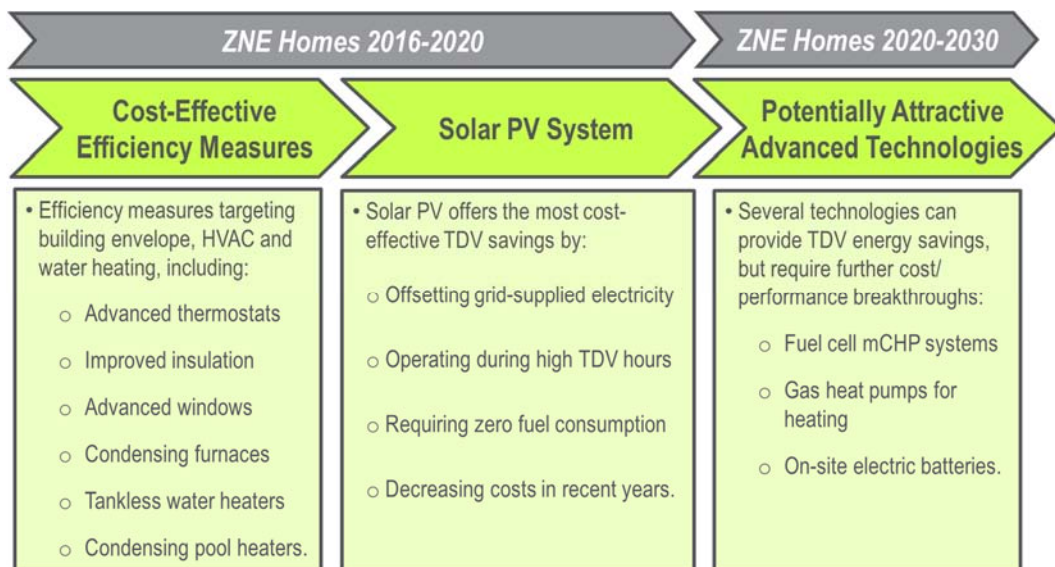 ZNE Homes 2016-2020
ZNE Homes 2020-2030
Cost-Effective
Efficiency Measures
Solar PV System
Potentially Attractive
Advanced Technologies
• Efficiency measures targeting
building envelope, HVAC and
water heating, including:
o Advanced thermostats
o Improved insulation
o Advanced windows
o Condensing furnaces
o Tankless water heaters
o Condensing pool heaters.
• Solar PV offers the most cost-
effective TDV savings by:
o Offsetting grid-supplied electricity
o Operating during high TDV hours
o Requiring zero fuel consumption
o Decreasing costs in recent years.
• Several technologies can
provide TDV energy savings,
but require further cost/
performance breakthroughs:
o Fuel cell mCHP systems
o Gas heat pumps for
heating
o On-site electric batteries.